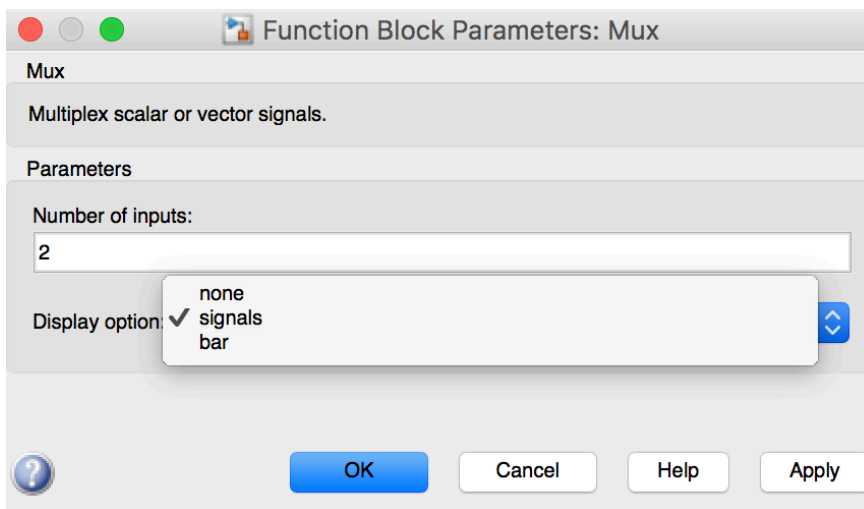 Function Block Parameters: Mux
Mux
Multiplex scalar or vector signals.
Parameters
Number of inputs:
2
none
Display option: ✓ signals
bar
? OK Cancel Help Apply